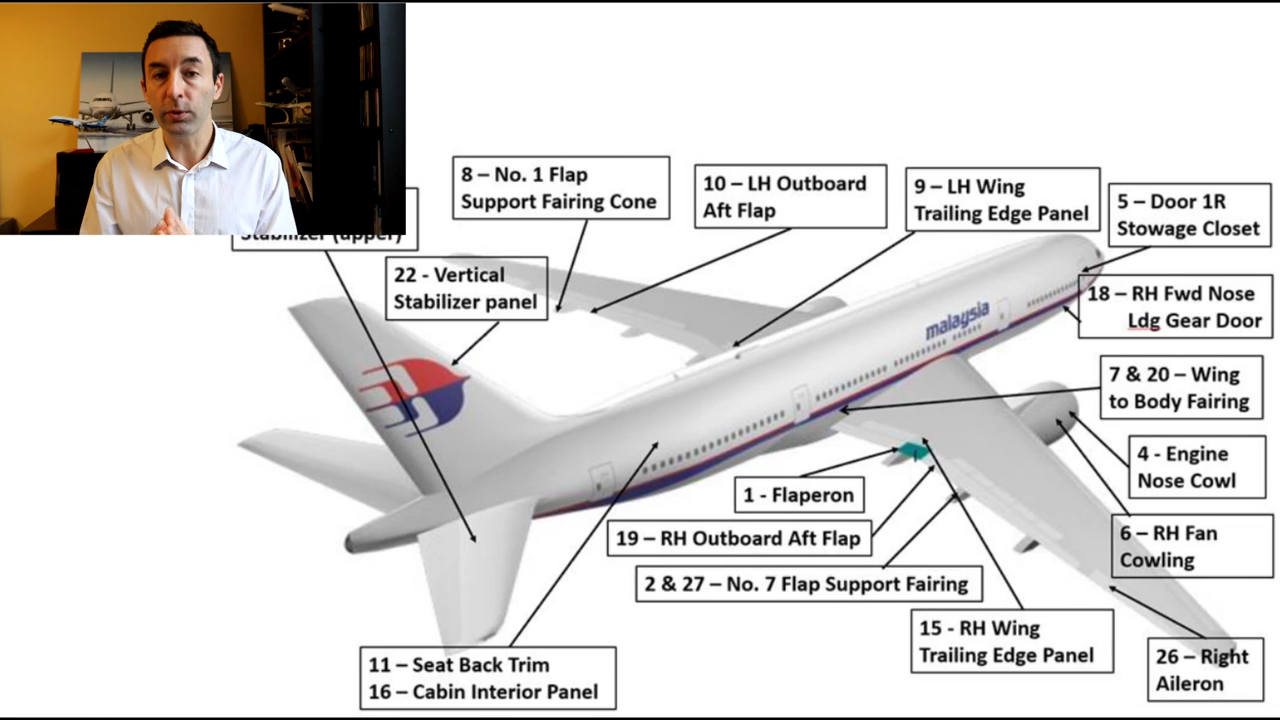 8 – No. 1 Flap
Support Fairing Cone
10 – LH Outboard
Aft Flap
9 – LH Wing
Trailing Edge Panel
5 – Door 1R
Stowage Closet
Stabilizer (upper)
22 - Vertical
Stabilizer panel
18 – RH Fwd Nose
Ldg Gear Door
malaysia
7 & 20 – Wing
to Body Fairing
4 - Engine
Nose Cowl
1 - Flaperon
6 – RH Fan
Cowling
19 – RH Outboard Aft Flap
2 & 27 – No. 7 Flap Support Fairing
15 - RH Wing
Trailing Edge Panel
26 – Right
Aileron
11 – Seat Back Trim
16 – Cabin Interior Panel